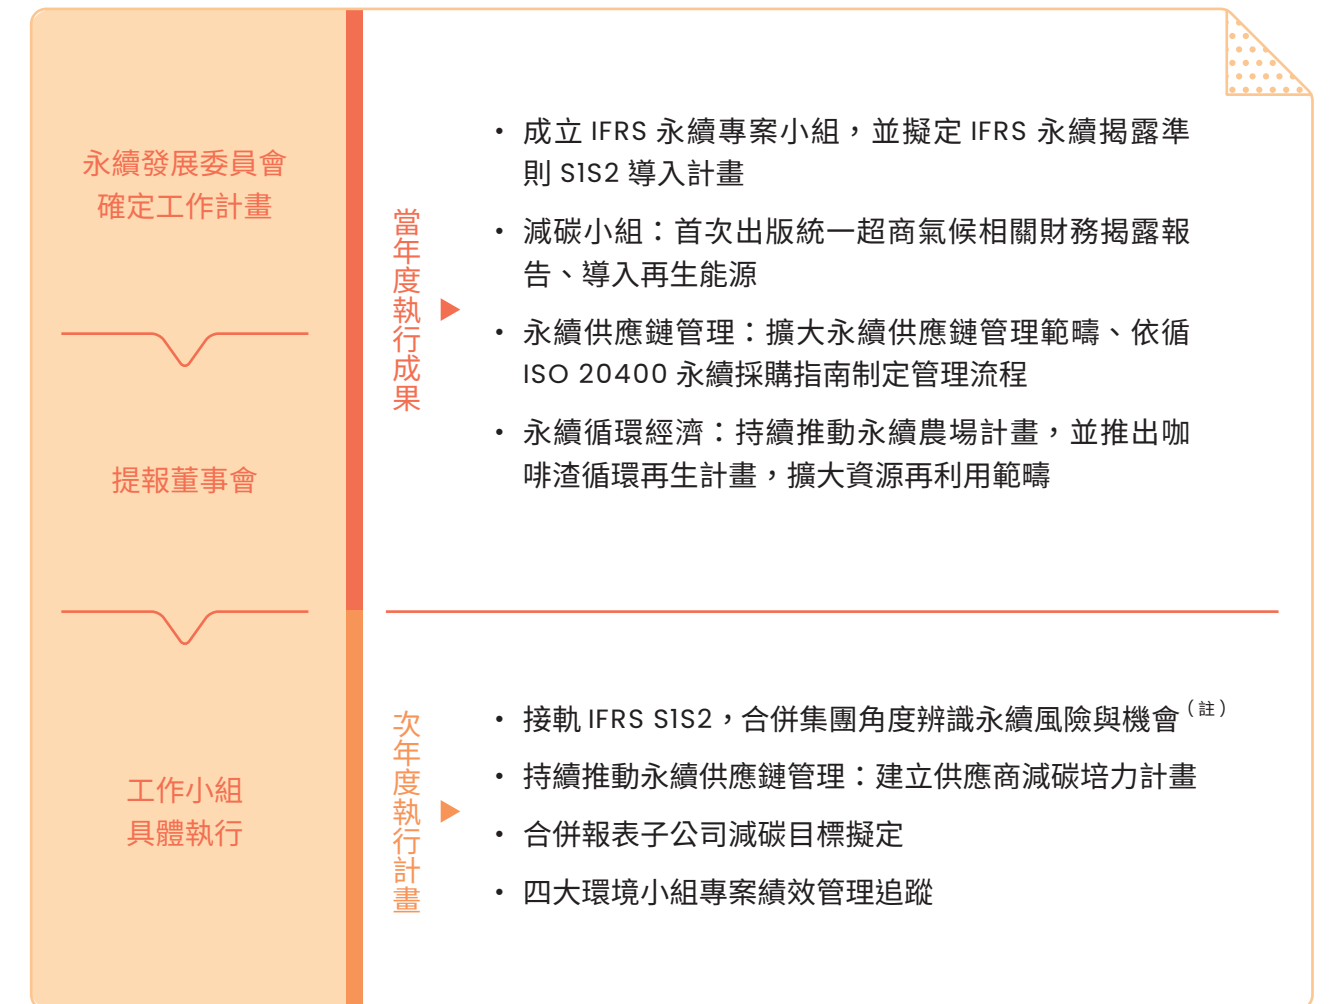 永續發展委員會
確定工作計畫
提報董事會
工作小組
具體執行
當年度執行成果
• 成立 IFRS 永續專案小組，並擬定 IFRS 永續揭露準
則 S1S2 導入計畫
• 減碳小組：首次出版統一超商氣候相關財務揭露報
告、導入再生能源
• 永續供應鏈管理：擴大永續供應鏈管理範疇、依循
ISO 20400 永續採購指南制定管理流程
• 永續循環經濟：持續推動永續農場計畫，並推出咖
啡渣循環再生計畫，擴大資源再利用範疇
次年度執行計畫
• 接軌 IFRS S1S2，合併集團角度辨識永續風險與機會（註）
• 持續推動永續供應鏈管理：建立供應商減碳培力計畫
• 合併報表子公司減碳目標擬定
• 四大環境小組專案績效管理追蹤